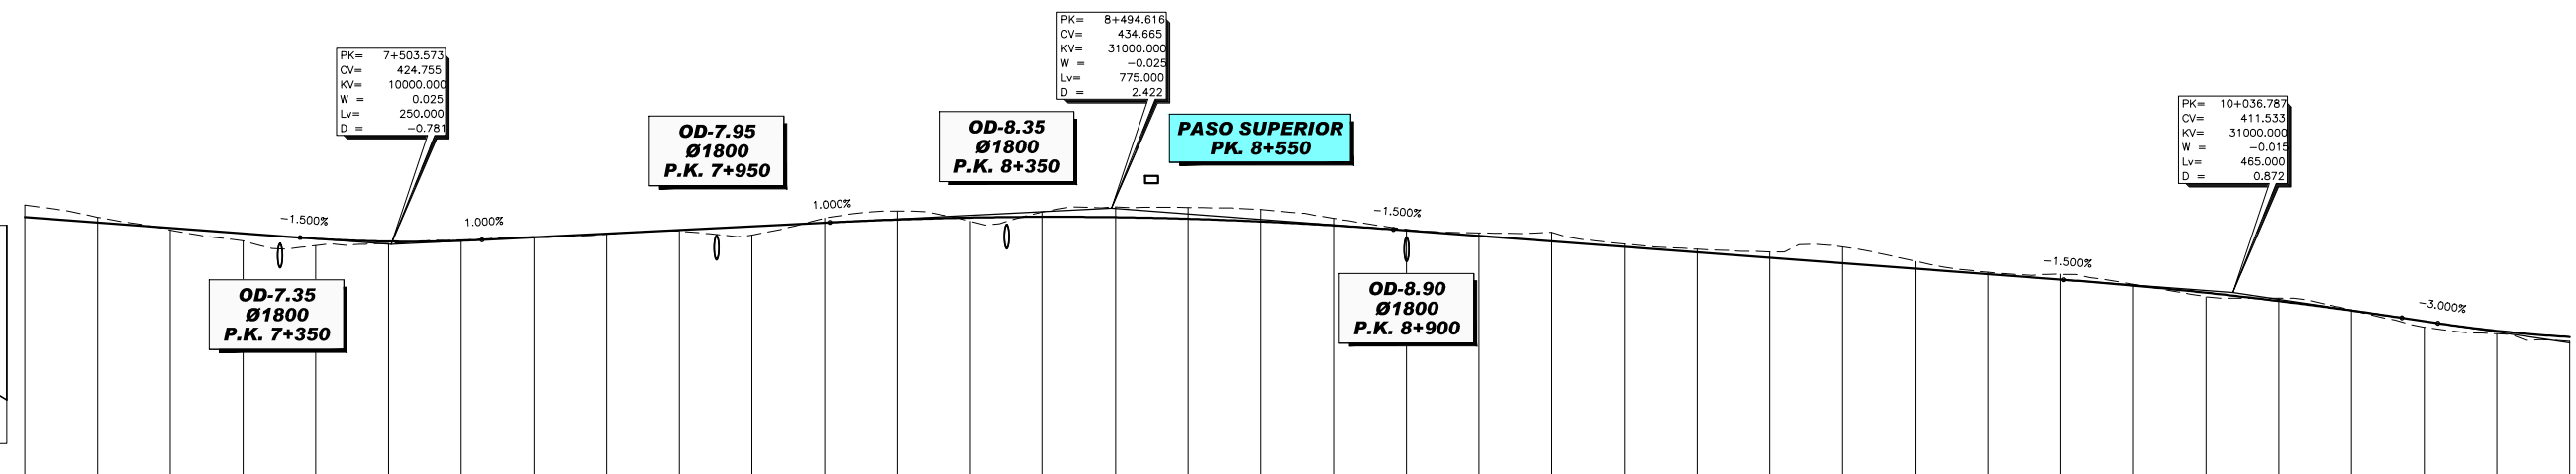 PK= 7+503.573
CV= 424.755
KV= 10000.000
W = 0.025
Lv= 250.000
D = -0.781
PK= 8+494.616
CV= 434.665
KV= 31000.000
W = -0.025
Lv= 775.000
D = 2.422
PK= 10+036.787
CV= 411.533
KV= 31000.000
W = -0.015
Lv= 465.000
D = 0.872
OD-7.95
Ø1800
P.K. 7+950
OD-8.35
Ø1800
P.K. 8+350
PASO SUPERIOR
PK. 8+550
-1.500%
1.000%
1.000%
-1.500%
-1.500%
-3.000%
OD-7.35
Ø1800
P.K. 7+350
OD-8.90
Ø1800
P.K. 8+900